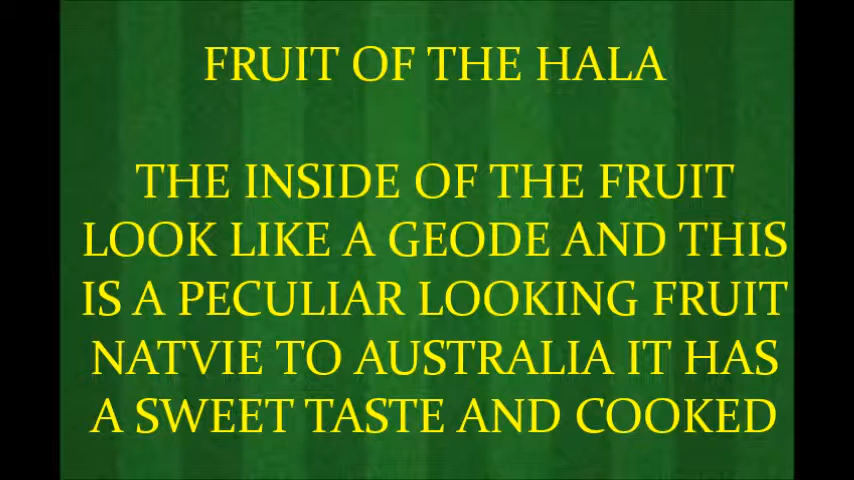 FRUIT OF THE HALA
THE INSIDE OF THE FRUIT
LOOK LIKE A GEODE AND THIS
IS A PECULIAR LOOKING FRUIT
NATVIE TO AUSTRALIA IT HAS
A SWEET TASTE AND COOKED